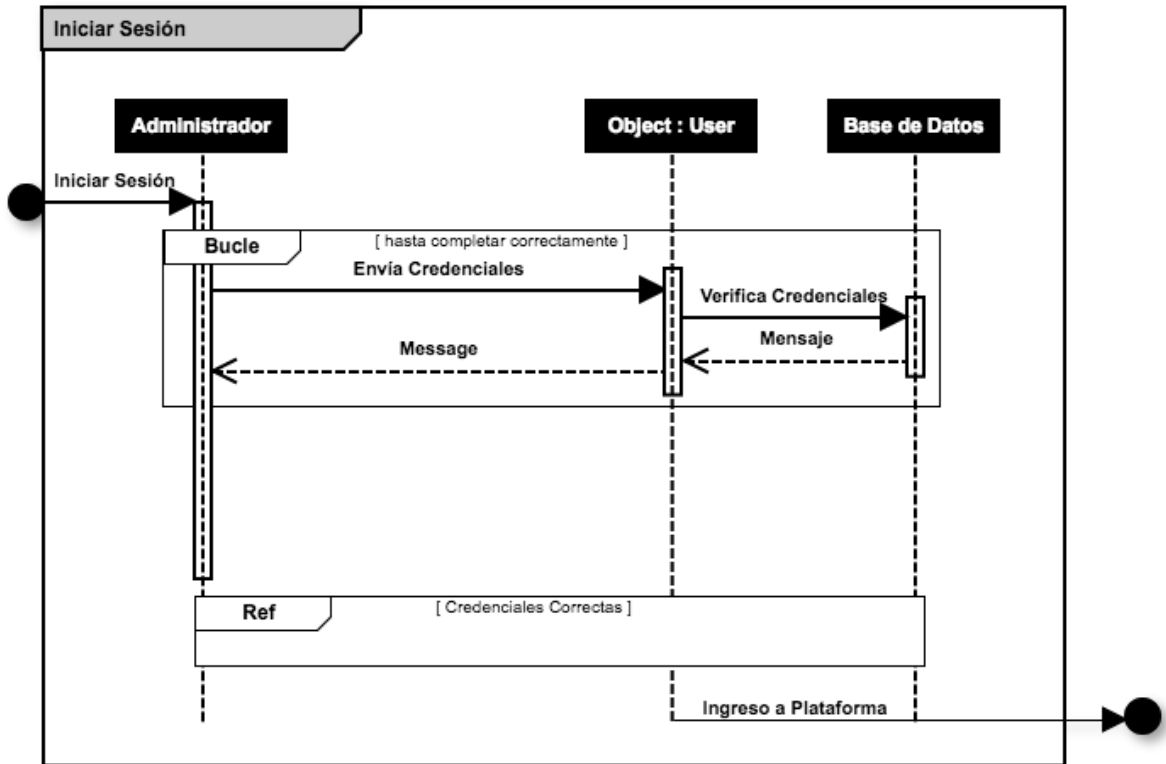 Iniciar Sesión
Administrador
Object : User
Base de Datos
Iniciar Sesión
Bucle
[ hasta completar correctamente ]
Envía Credenciales
Verifica Credenciales
Mensaje
Message
Ref
[ Credenciales Correctas ]
Ingreso a Plataforma